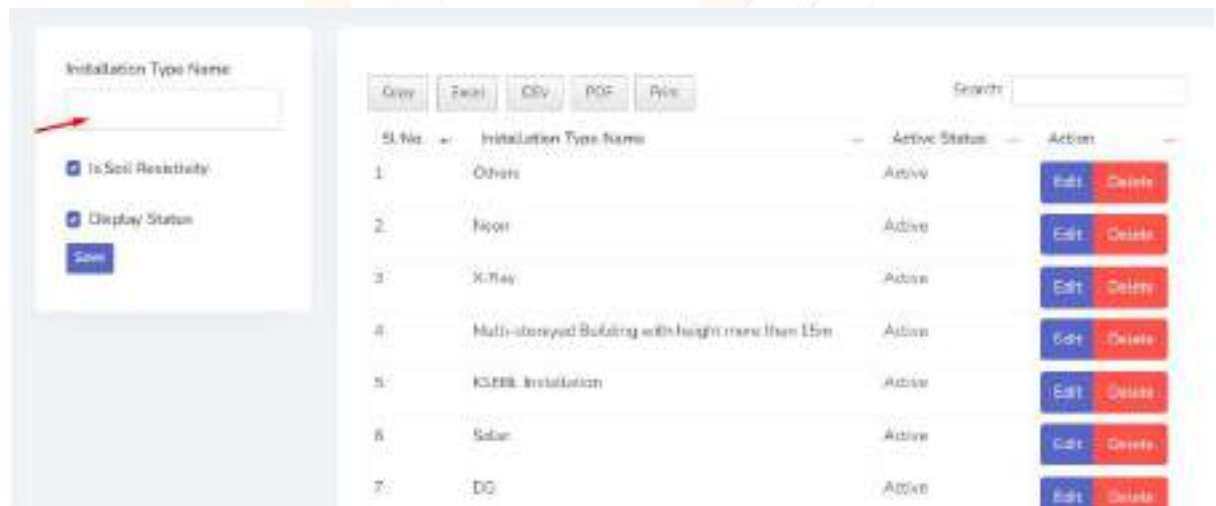 Installation Type Name
Is Soil Resistivity
Display Status
Save
Copy Excel CSV PDF Print
Search:
Sl.No Installation Type Name Active Status Action
1 Others Active Edit Delete
2 Neon Active Edit Delete
3 X-Ray Active Edit Delete
4 Multi-storeyed Building with height more than 15m Active Edit Delete
5 KSEBL Installation Active Edit Delete
6 Solar Active Edit Delete
7 DG Active Edit Delete